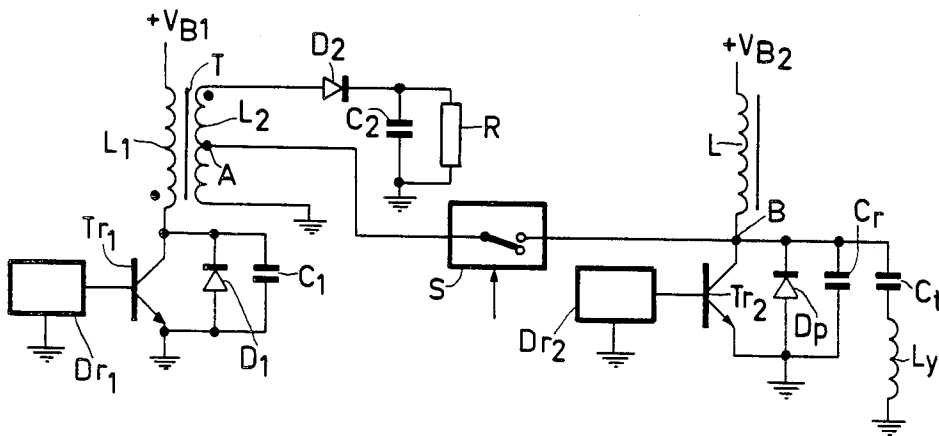 +VB1
+VB2
T
D2
L1
L2
C2
R
L
A
B
Cr
Tr1
C1
S
Tr2
Dp
Ct
Dr1
D1
Dr2
Ly